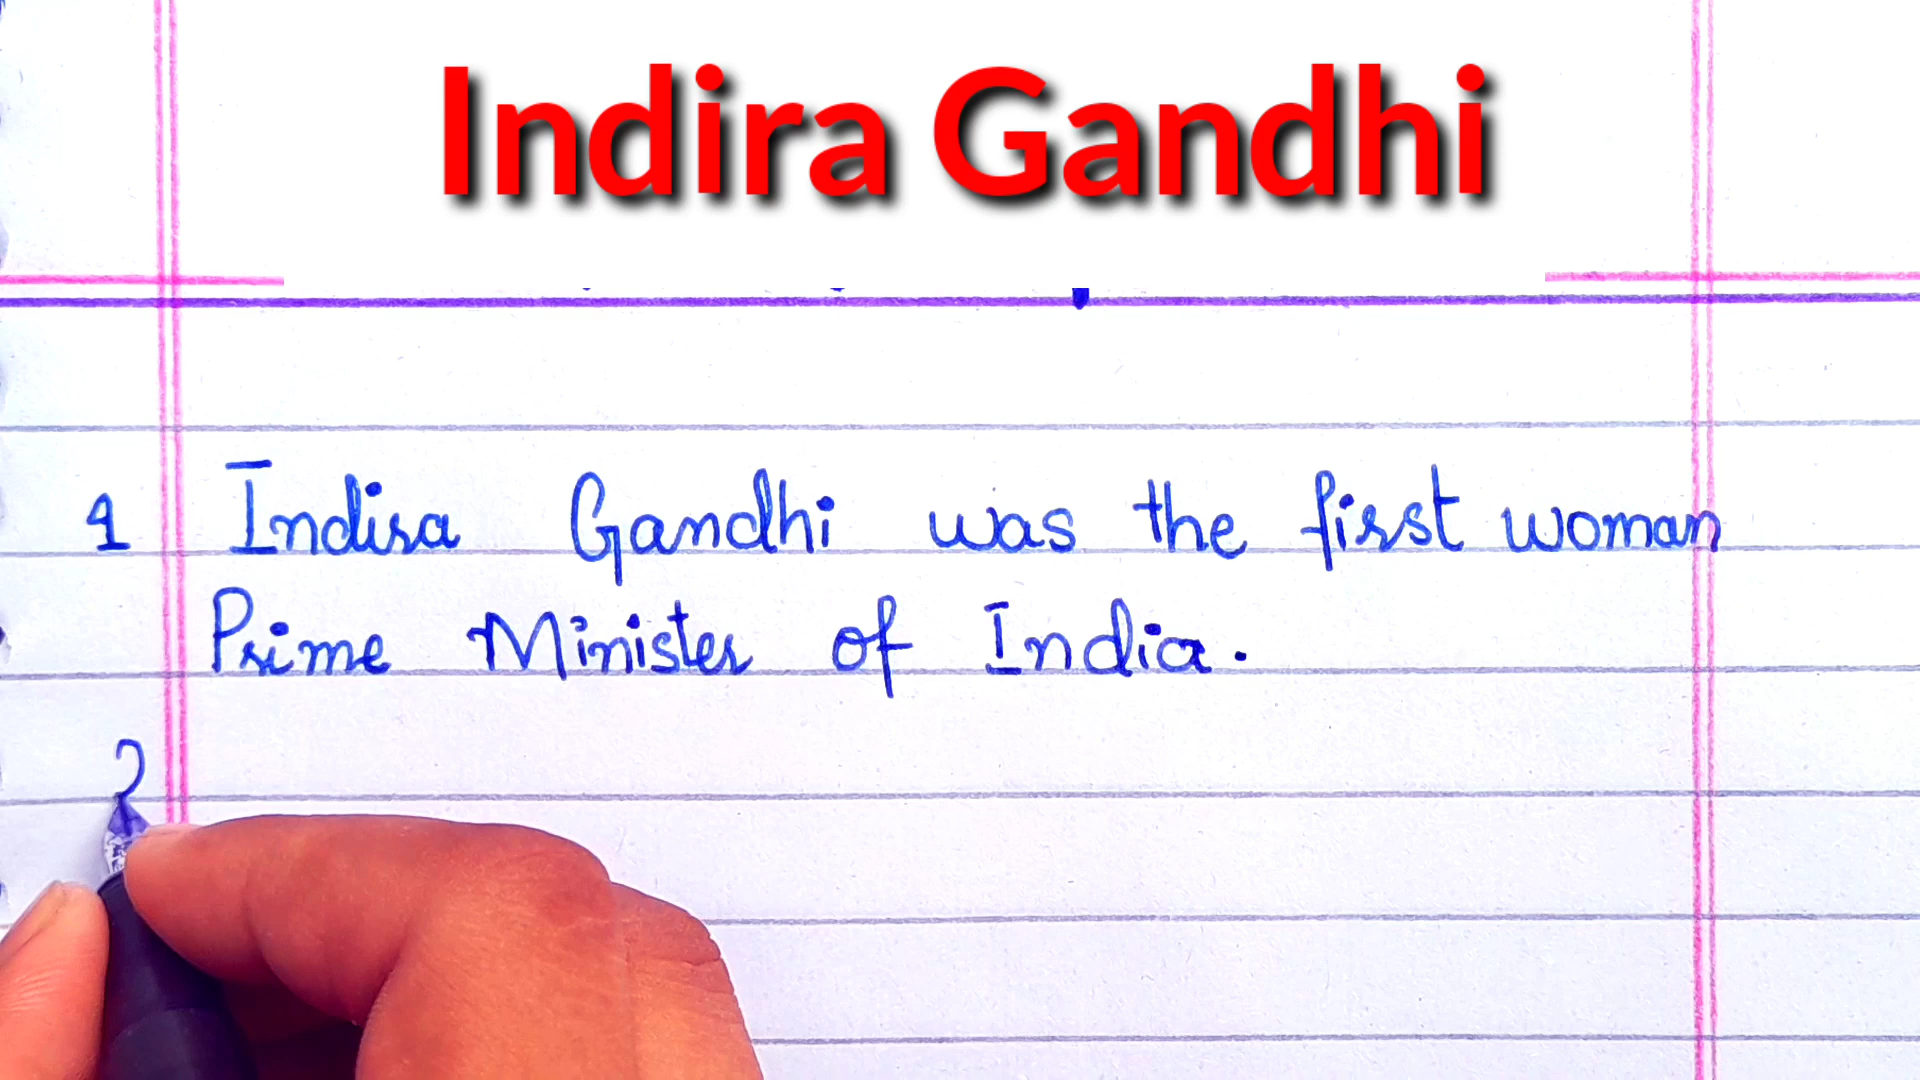 Indira Gandhi
1 Indira Gandhi was the first woman
Prime Minister of India.
2